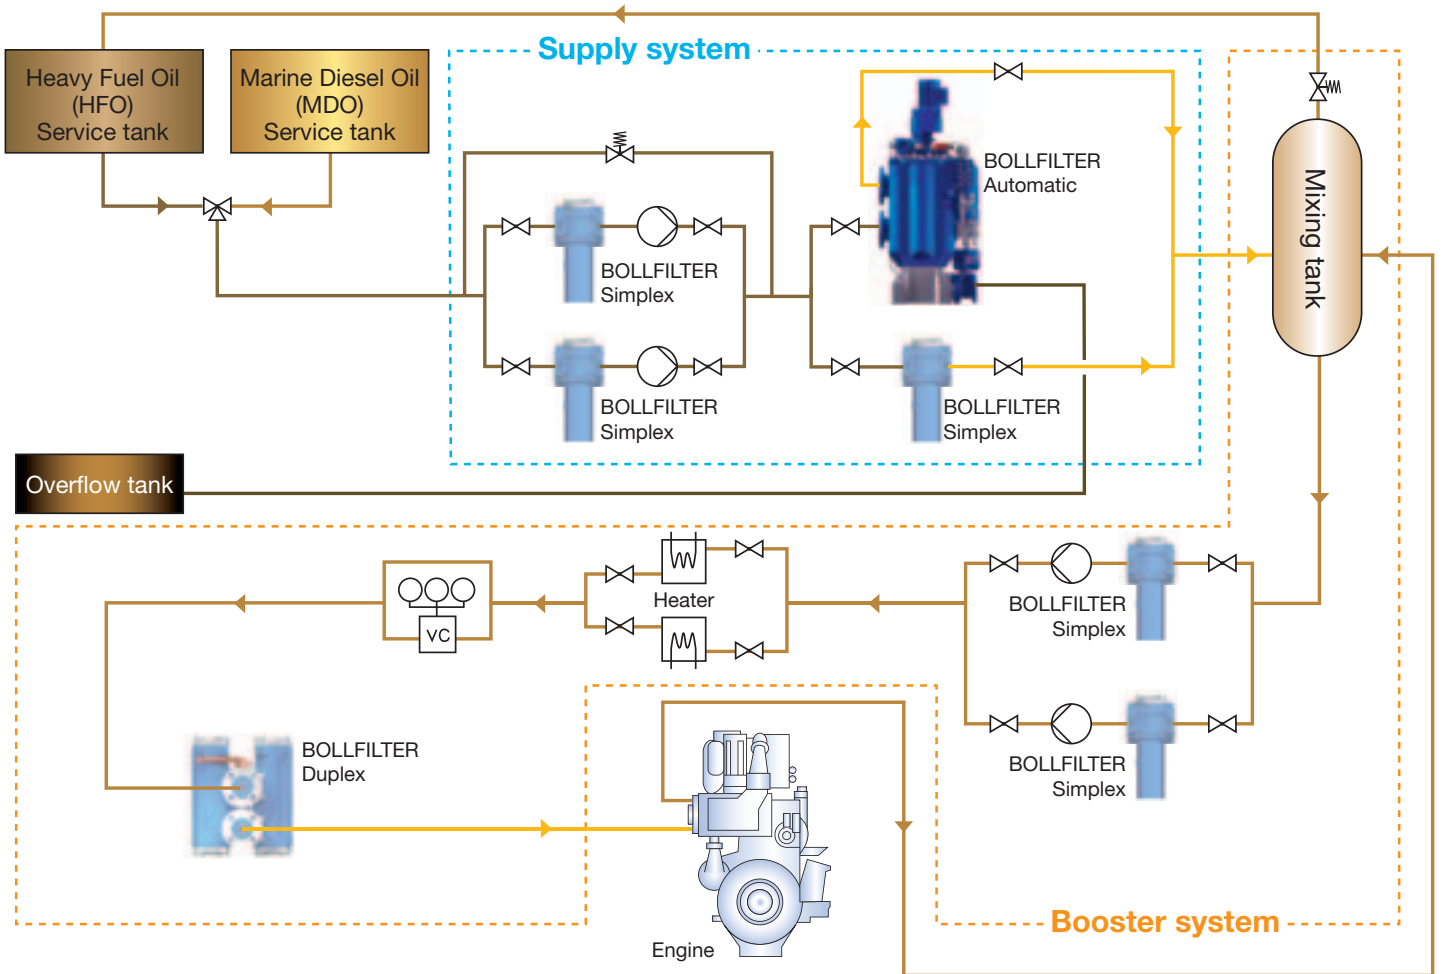 Supply system
Heavy Fuel Oil
(HFO)
Service tank
Marine Diesel Oil
(MDO)
Service tank
BOLLFILTER
Automatic
Mixing tank
BOLLFILTER
Simplex
BOLLFILTER
Simplex
BOLLFILTER
Simplex
Overflow tank
Heater
VC
BOLLFILTER
Simplex
BOLLFILTER
Duplex
BOLLFILTER
Simplex
Booster system
Engine